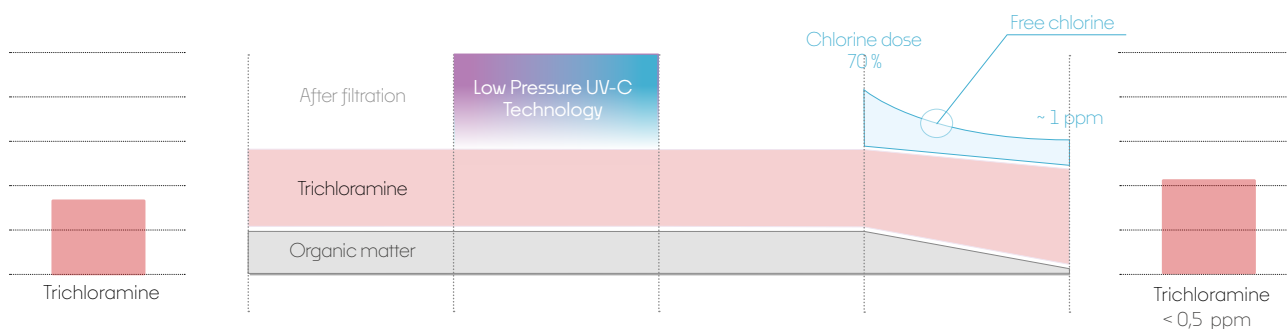 Free chlorine
Chlorine dose
70 %
After filtration
Low Pressure UV-C
Technology
~ 1 ppm
Trichloramine
Organic matter
Trichloramine
Trichloramine
< 0,5 ppm